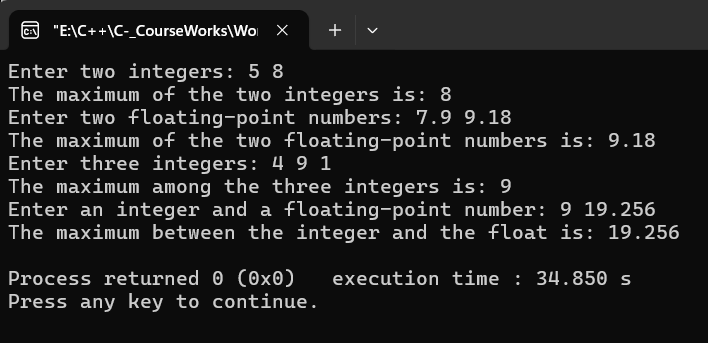 "E:\C++\C-_CourseWorks\Wo
Enter two integers: 5 8
The maximum of the two integers is: 8
Enter two floating-point numbers: 7.9 9.18
The maximum of the two floating-point numbers is: 9.18
Enter three integers: 4 9 1
The maximum among the three integers is: 9
Enter an integer and a floating-point number: 9 19.256
The maximum between the integer and the float is: 19.256
Process returned 0 (0x0)   execution time : 34.850 s
Press any key to continue.